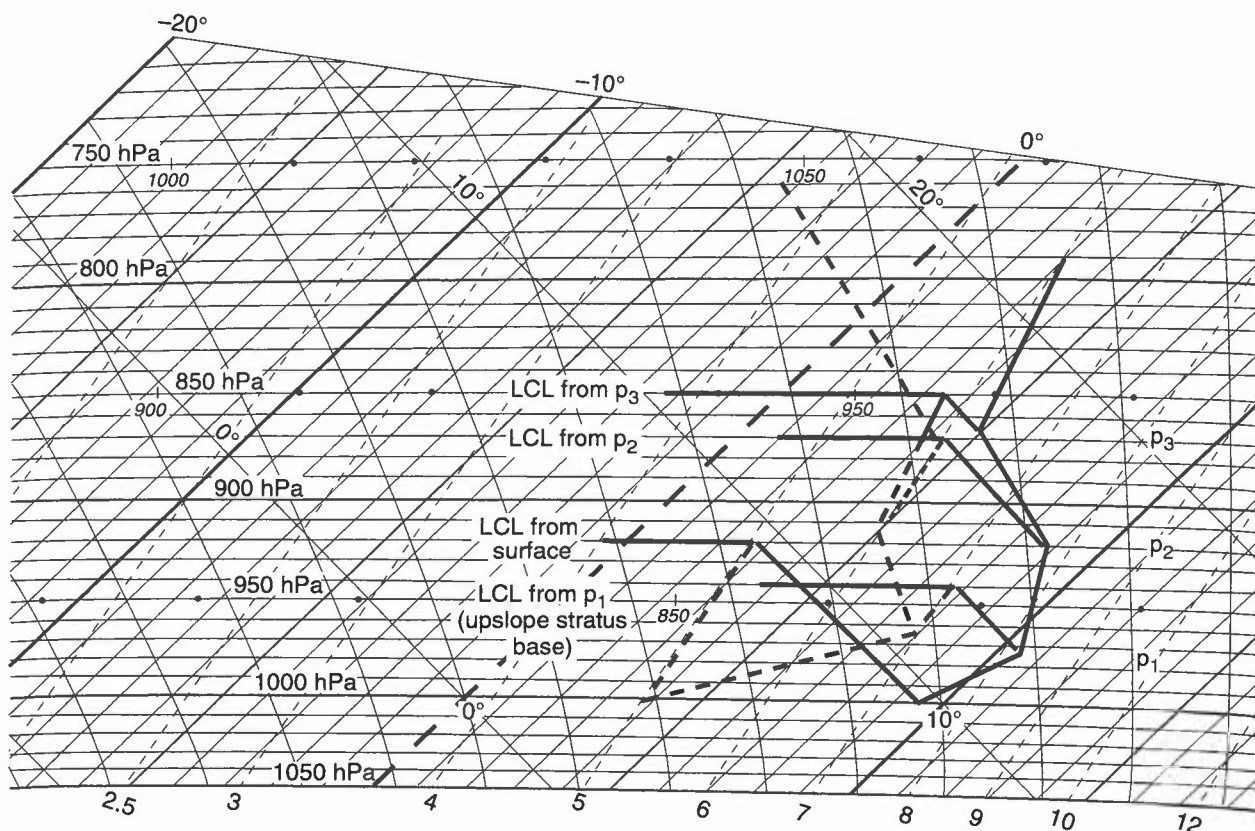 −20°
−10°
0°
750 hPa
1000
1050
10°
20°
800 hPa
850 hPa
900
LCL from p3
950
0°
LCL from p2
p3
900 hPa
LCL from
surface
p2
950 hPa
LCL from p1
(upslope stratus
base)
850
p1
1000 hPa
0°
10°
1050 hPa
2.5 3 4 5 6 7 8 9 10 12